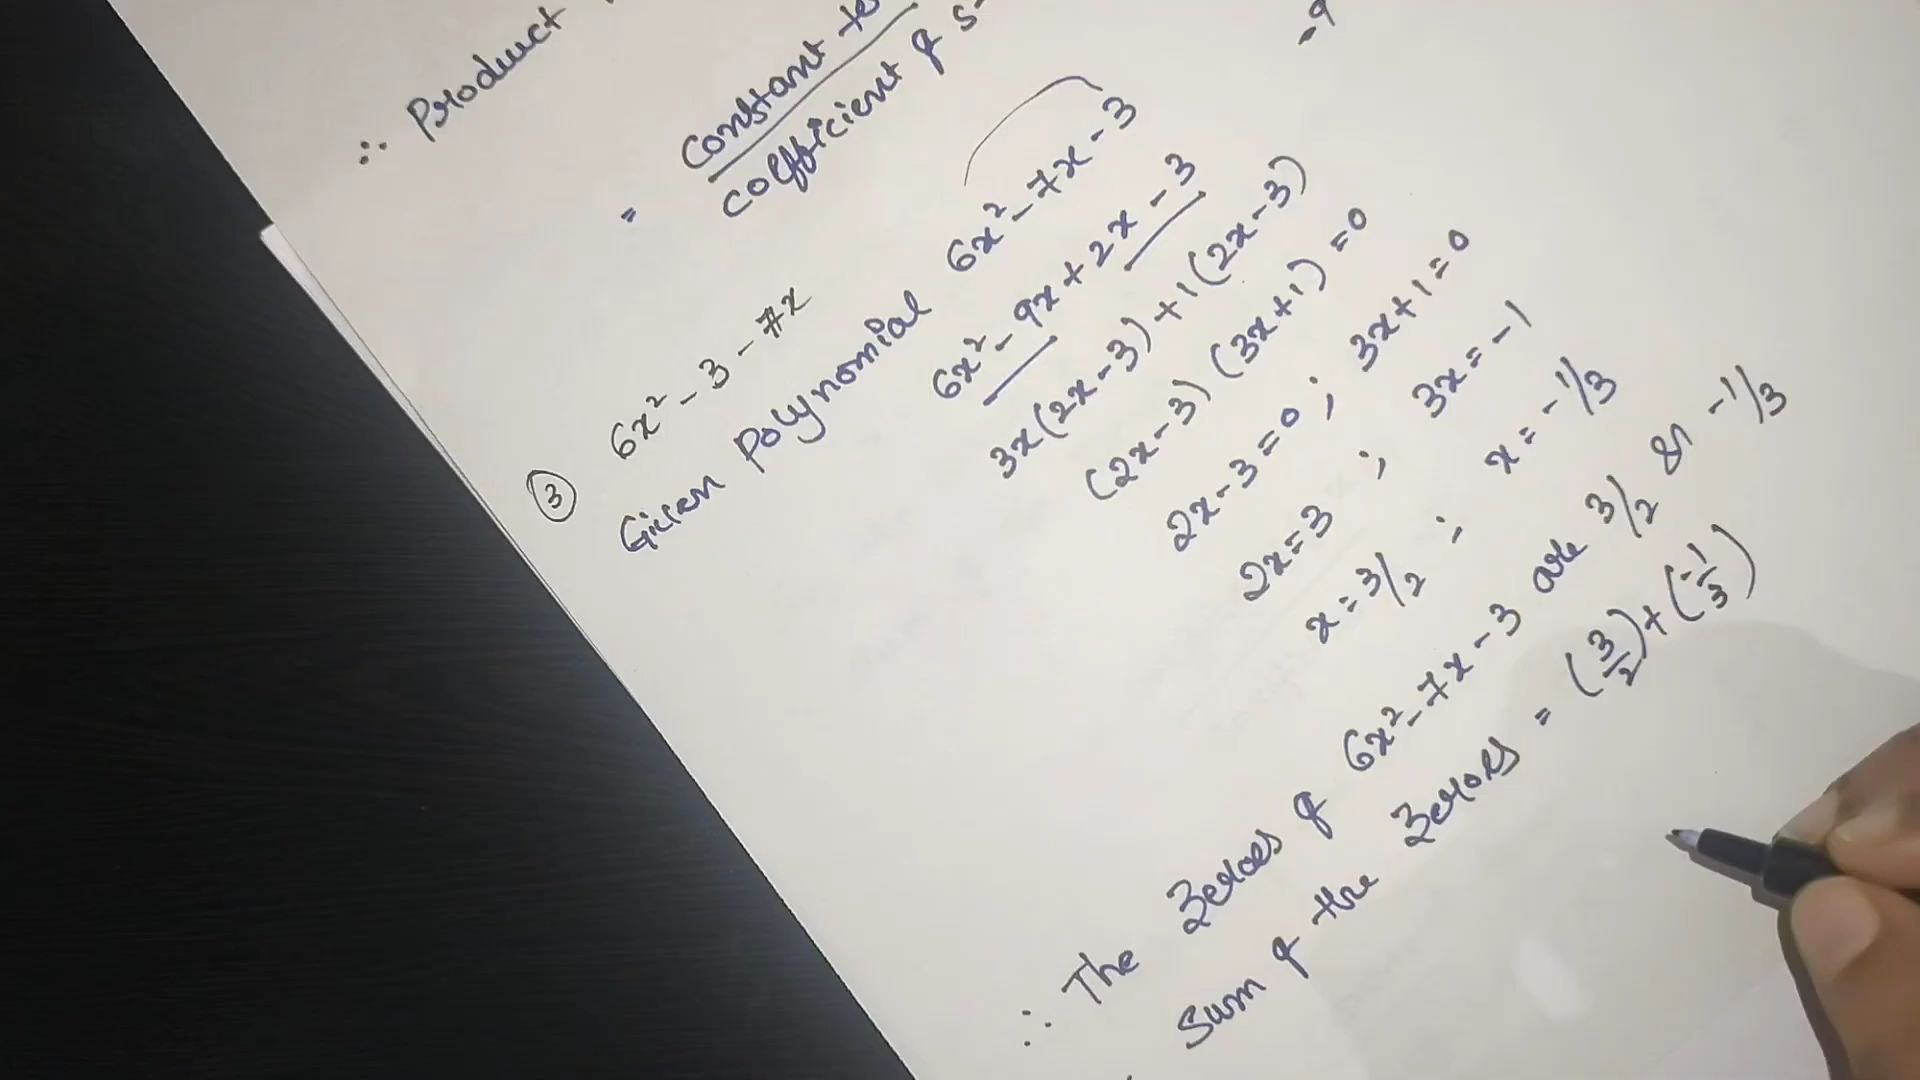 ∴ Product
= Constant te
coefficient of s
-9
③ 6x² - 3 - 7x
Given polynomial 6x² - 7x - 3
6x² - 9x + 2x - 3
3x(2x-3) + 1(2x-3)
(2x-3) (3x+1) = 0
2x-3=0 ; 3x+1=0
2x=3 ; 3x=-1
x=3/2 ; x=-1/3
∴ The zeroes of 6x²-7x-3 are 3/2 & -1/3
Sum of the zeroes = (3/2)+(-1/3)